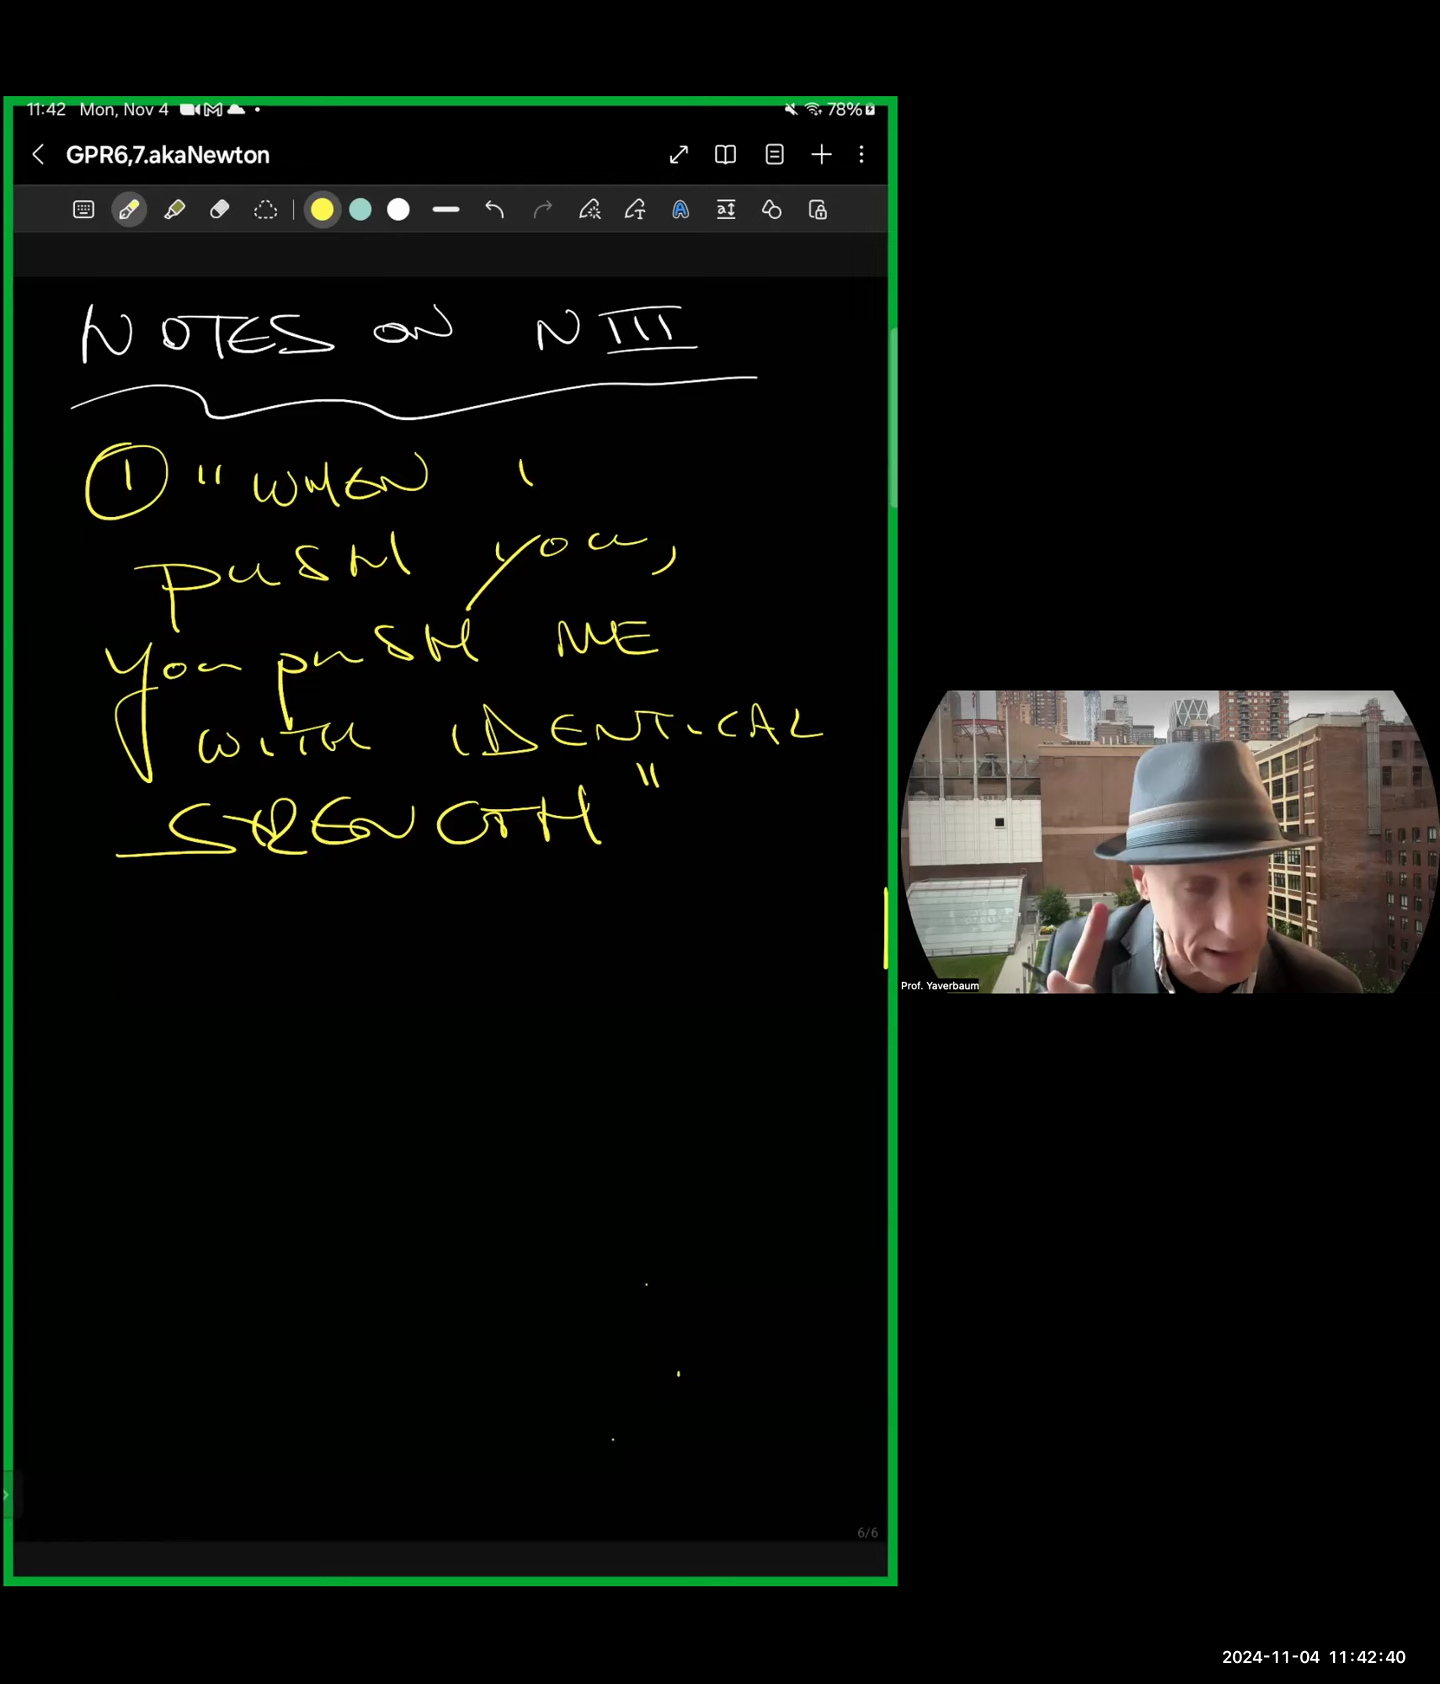 11:42 Mon, Nov 4 78%
GPR6,7.akaNewton
NOTES ON N III
① "WHEN I
PUSH YOU,
YOU PUSH ME
WITH IDENTICAL
STRENGTH"
Prof. Yaverbaum
6/6
2024-11-04 11:42:40